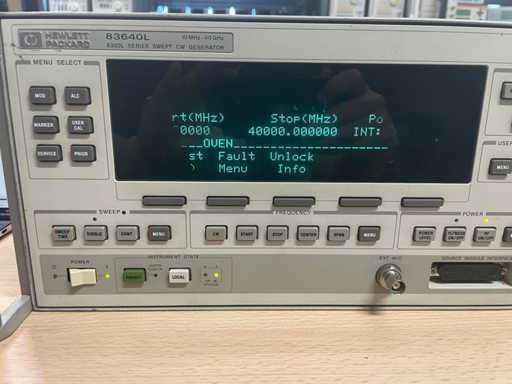 HEWLETT
PACKARD
83640L
10 MHz - 40 GHz
8360L SERIES SWEPT CW GENERATOR
MENU SELECT
MOD
ALC
MARKER
USER
CAL
SERVICE
PRIOR
rt(MHz) Stop(MHz) Po
0000 40000.000000 INT:
OVEN
st Fault Unlock
) Menu Info
USER
MENU
SWEEP
FREQUENCY
POWER
SWEEP
TIME
SINGLE
CONT
MENU
CW
START
STOP
CENTER
SPAN
MENU
POWER
LEVEL
RF
ON/OFF
POWER
INSTRUMENT STATE
PRESET
LOCAL
EXT
SOURCE MODULE INTERFACE